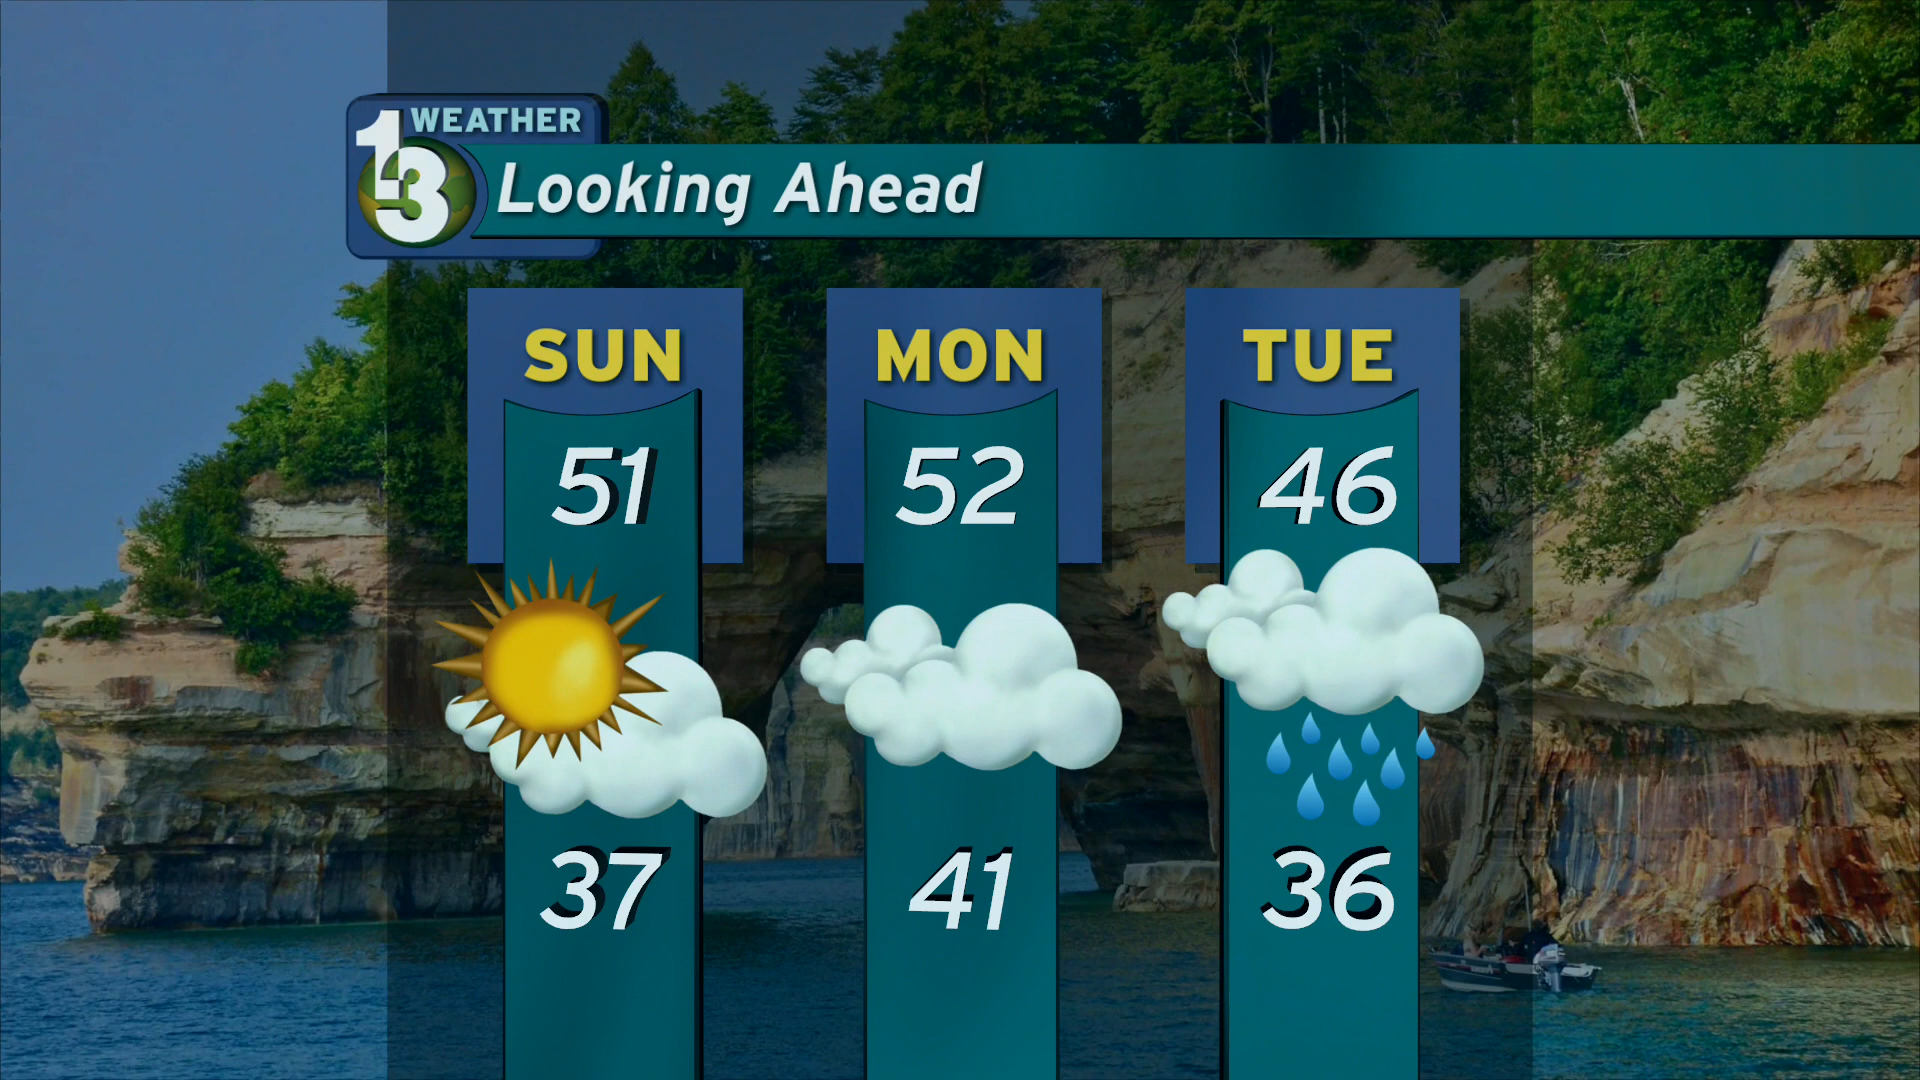 WEATHER
13
Looking Ahead
SUN MON TUE
51 52 46
37 41 36